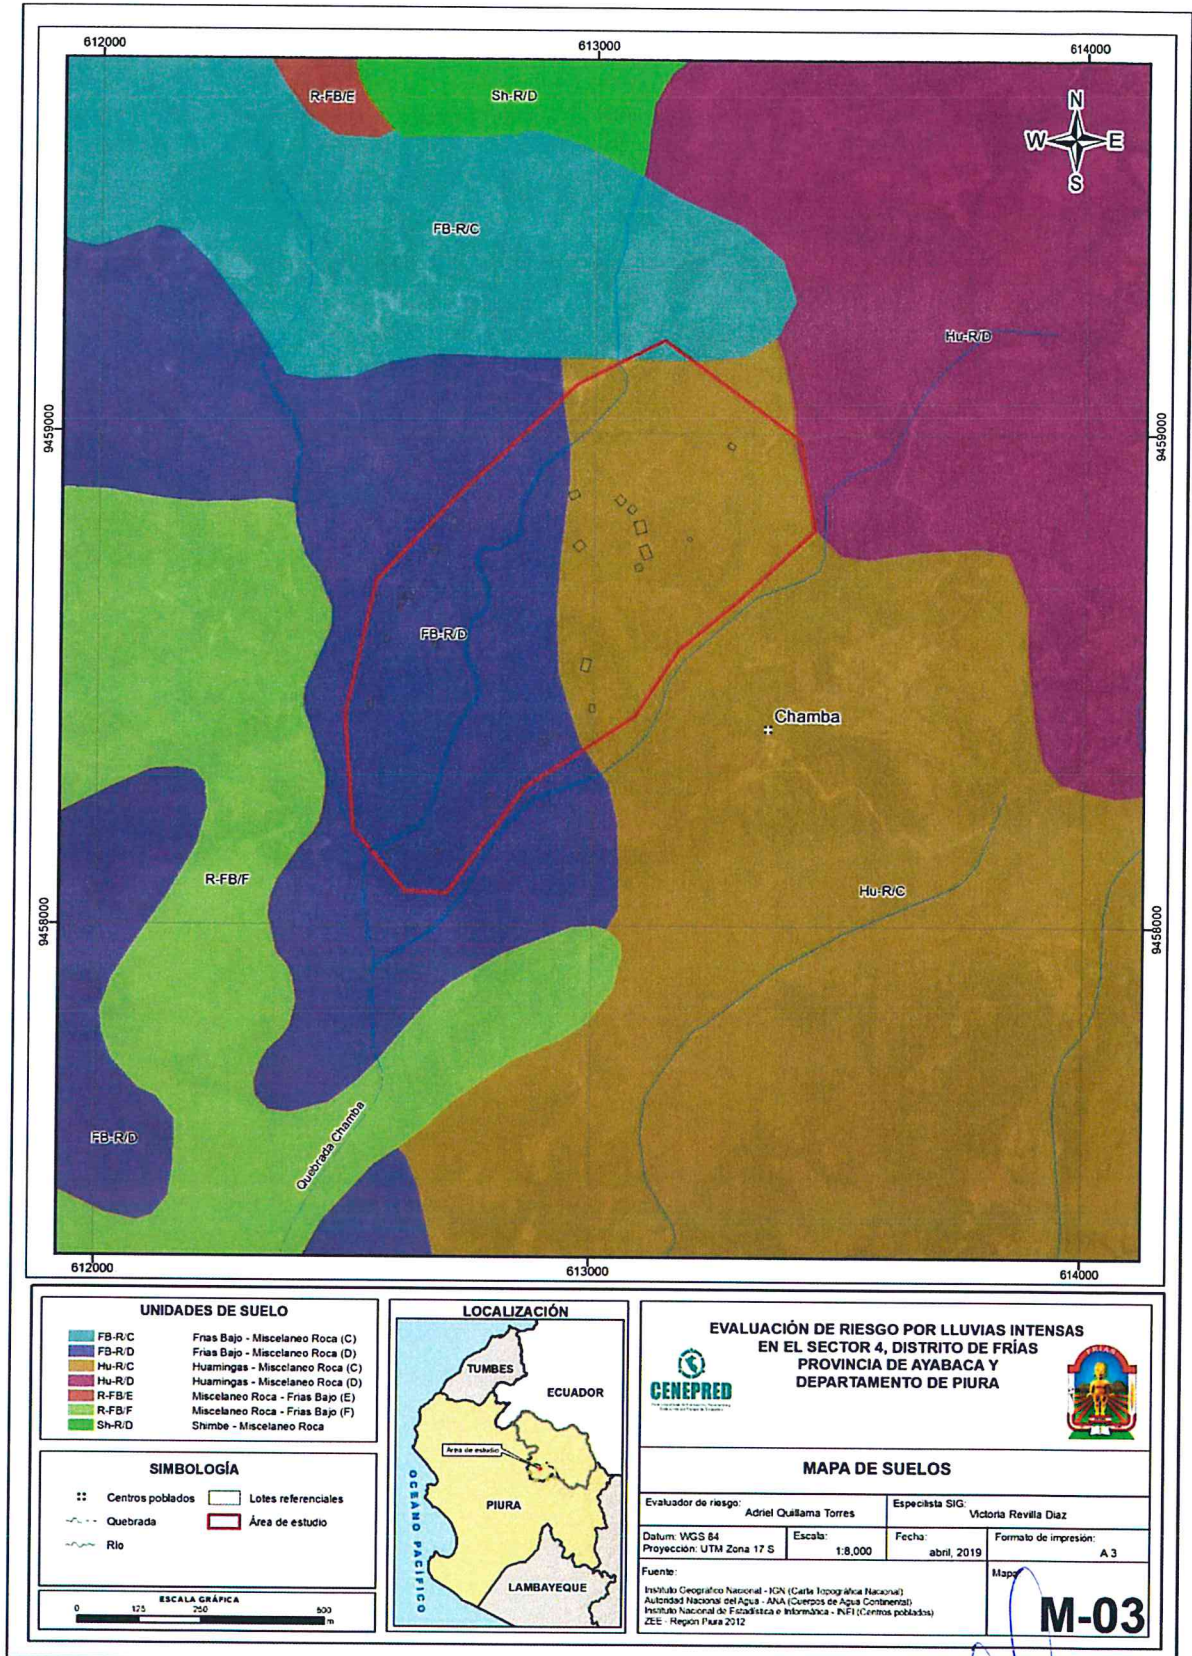 612000
613000
614000
R-FB/E
Sh-R/D
N
W E
S
FB-R/C
Hu-R/D
9459000
9459000
FB-R/D
Chamba
R-FB/F
Hu-R/C
9458000
9458000
FB-R/D
Quebrada Chamba
612000
613000
614000
UNIDADES DE SUELO
FB-R/C Frias Bajo - Miscelaneo Roca (C)
FB-R/D Frias Bajo - Miscelaneo Roca (D)
Hu-R/C Huamingas - Miscelaneo Roca (C)
Hu-R/D Huamingas - Miscelaneo Roca (D)
R-FB/E Miscelaneo Roca - Frias Bajo (E)
R-FB/F Miscelaneo Roca - Frias Bajo (F)
Sh-R/D Shimbe - Miscelaneo Roca
SIMBOLOGÍA
Centros poblados Lotes referenciales
Quebrada Área de estudio
Río
ESCALA GRÁFICA
0 125 250 500
m
LOCALIZACIÓN
TUMBES
ECUADOR
Área de estudio
PIURA
OCEANO PACIFICO
LAMBAYEQUE
EVALUACIÓN DE RIESGO POR LLUVIAS INTENSAS
EN EL SECTOR 4, DISTRITO DE FRÍAS
PROVINCIA DE AYABACA Y
DEPARTAMENTO DE PIURA
CENEPRED
FRIAS
MAPA DE SUELOS
Evaluador de riesgo:
Adriel Quillama Torres
Especilista SIG:
Victoria Revilla Diaz
Datum: WGS 84
Proyección: UTM Zona 17 S
Escala:
1:8,000
Fecha:
abril, 2019
Formato de impresión:
A 3
Fuente:
Instituto Geográfico Nacional - IGN (Carta Topográfica Nacional)
Autoridad Nacional del Agua - ANA (Cuerpos de Agua Continental)
Instituto Nacional de Estadística e Informática - INEI (Centros poblados)
ZEE - Región Piura 2012
Mapa
M-03